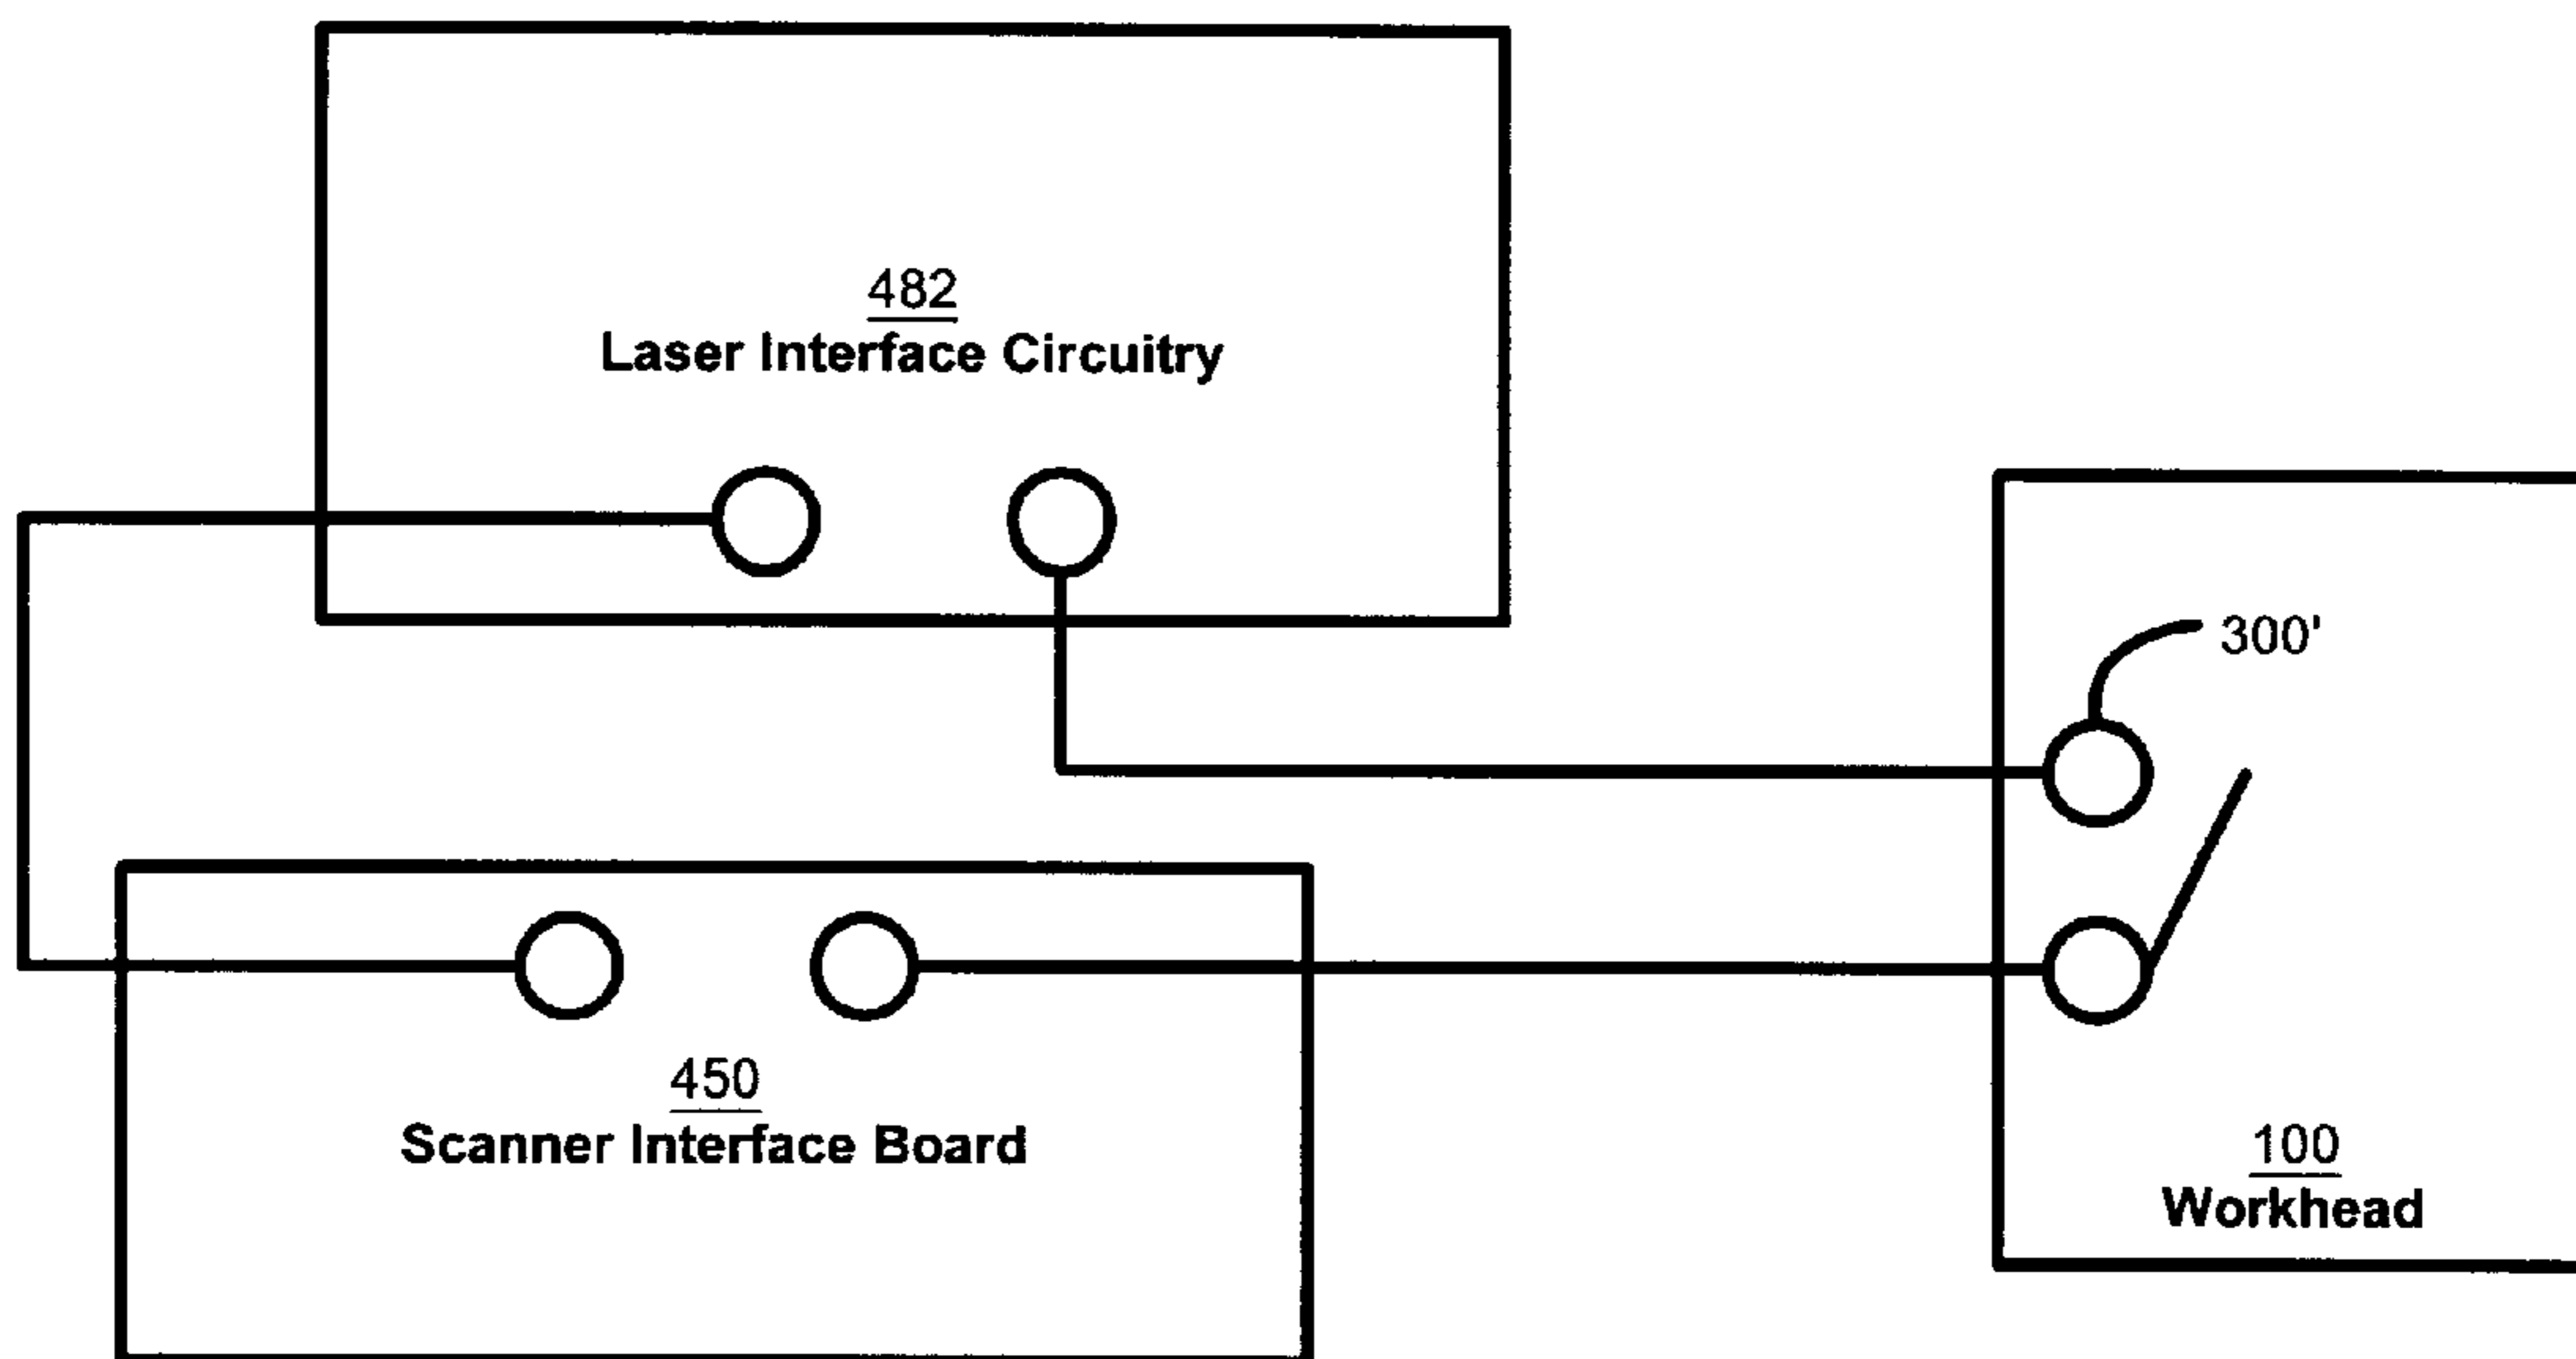 482
Laser Interface Circuitry
300'
450
Scanner Interface Board
100
Workhead